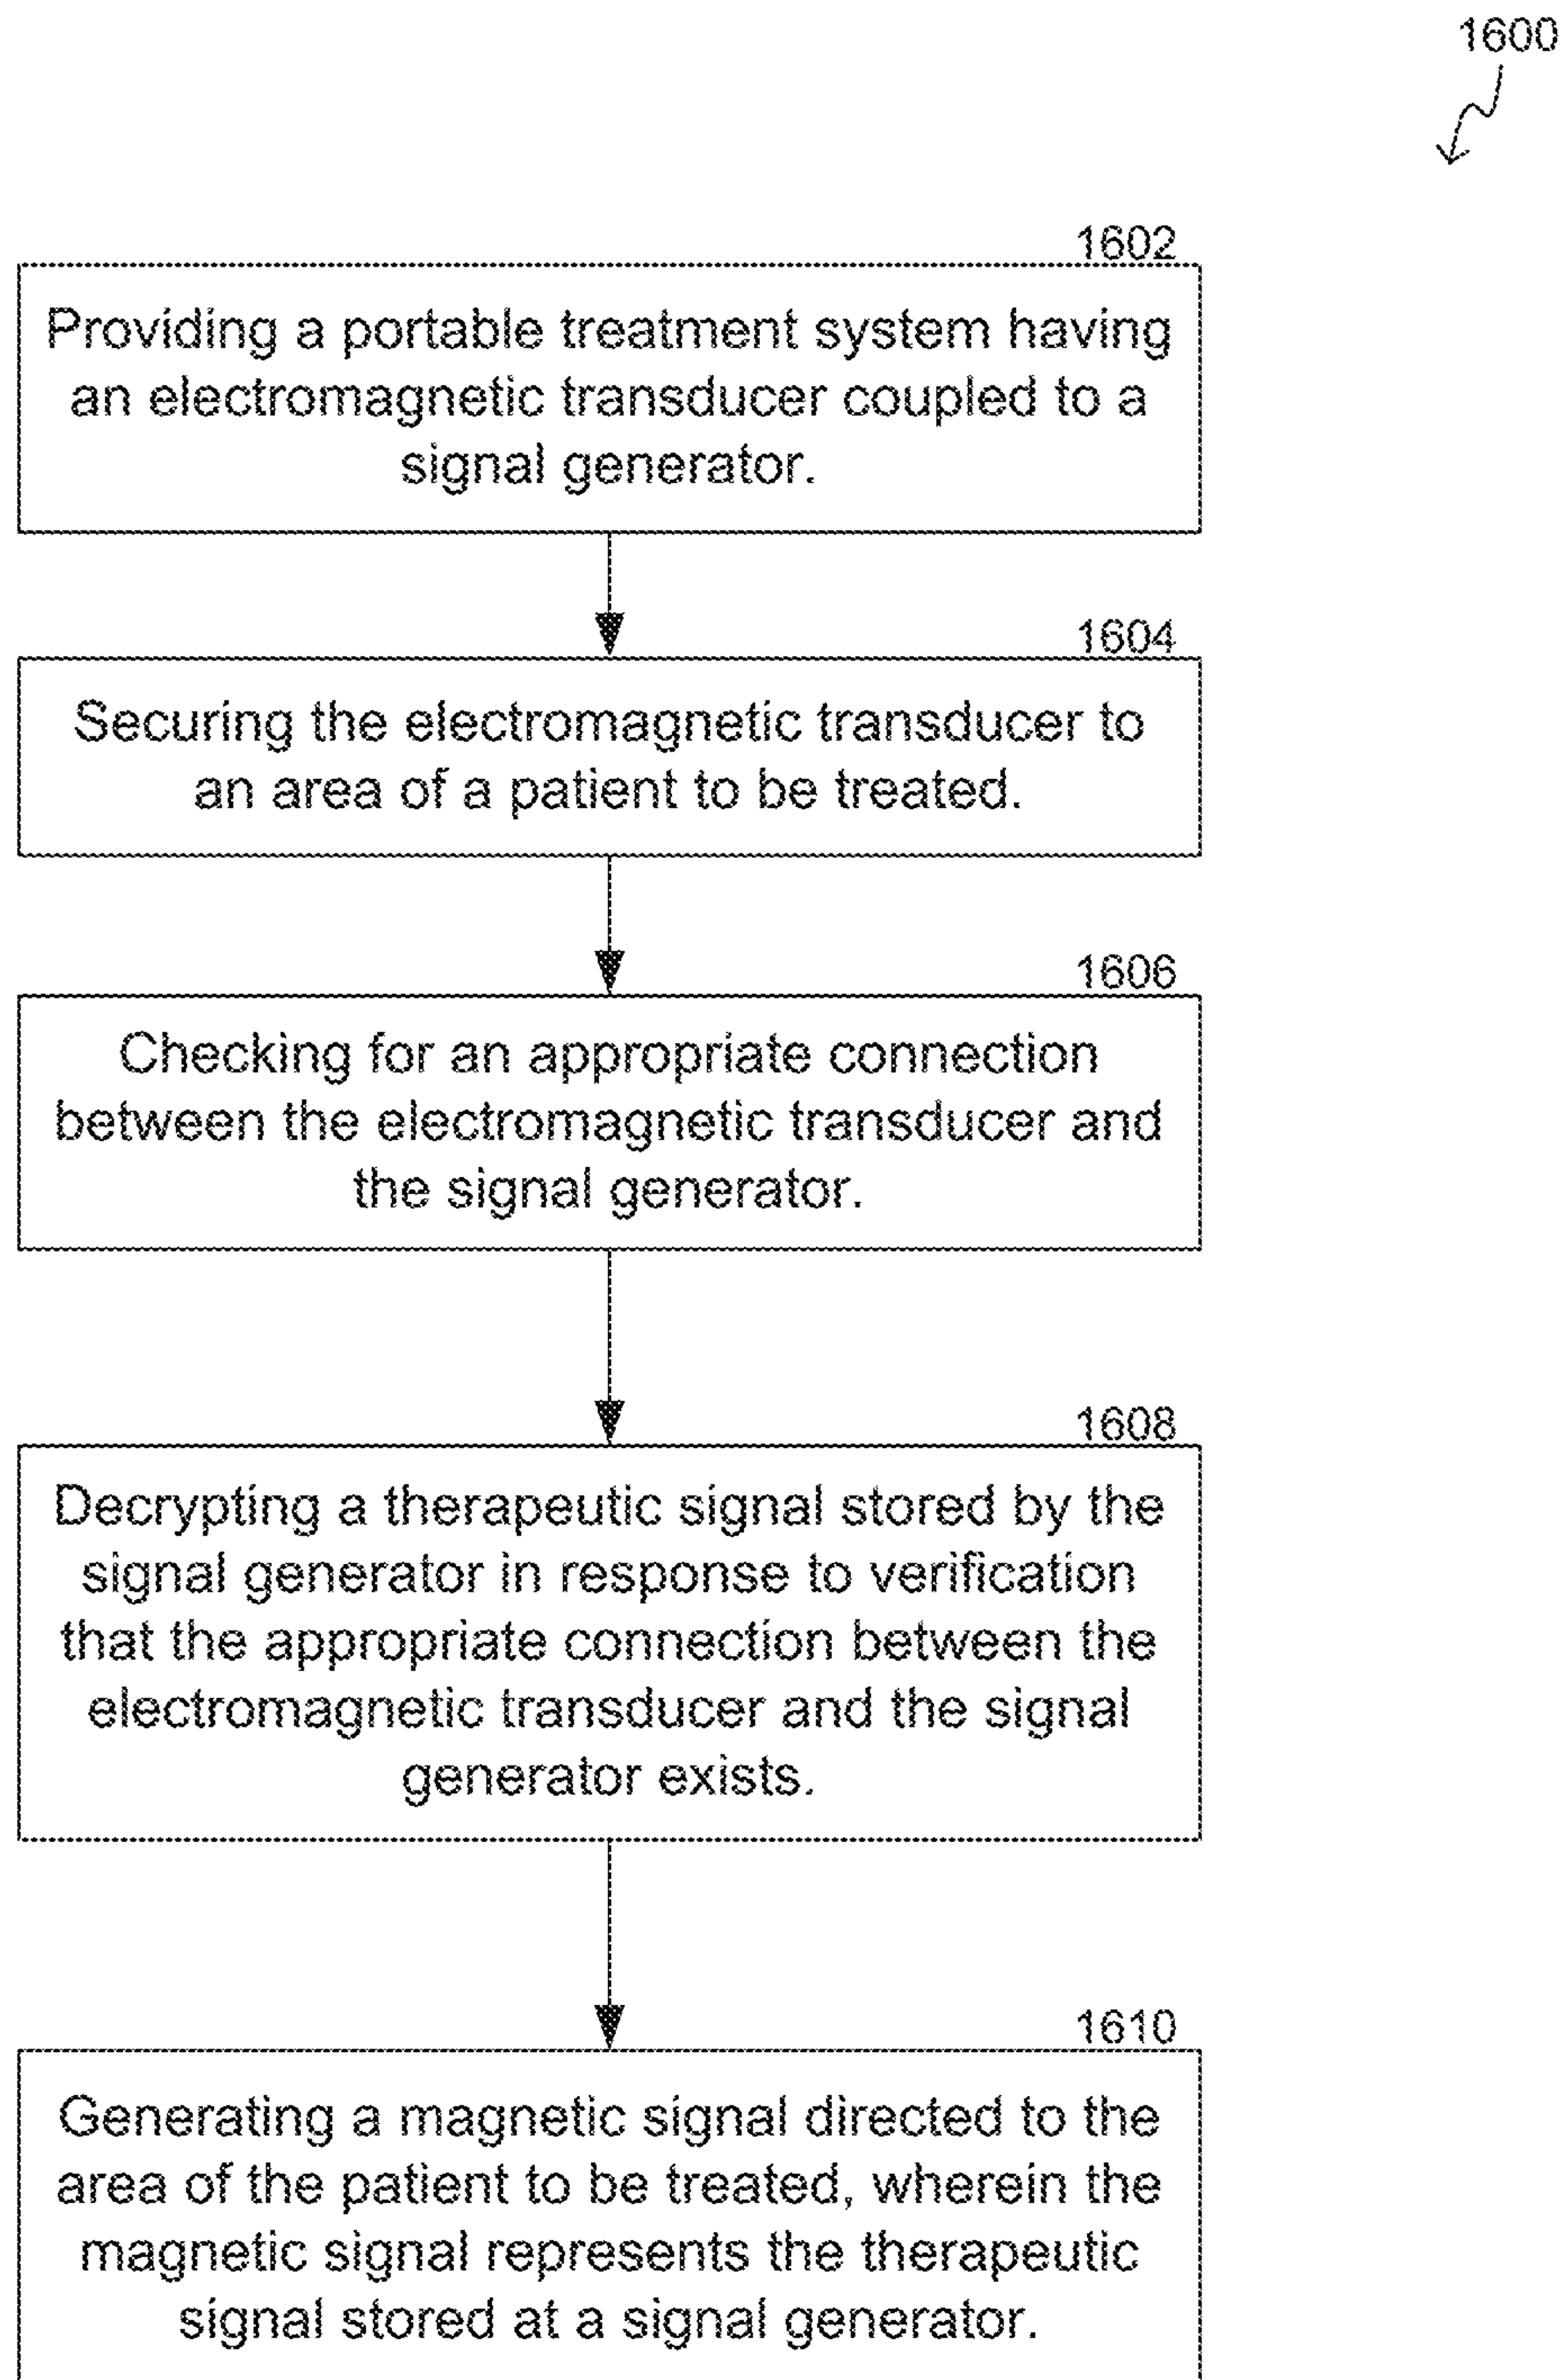 1600
1602
Providing a portable treatment system having
an electromagnetic transducer coupled to a
signal generator.
1604
Securing the electromagnetic transducer to
an area of a patient to be treated.
1606
Checking for an appropriate connection
between the electromagnetic transducer and
the signal generator.
1608
Decrypting a therapeutic signal stored by the
signal generator in response to verification
that the appropriate connection between the
electromagnetic transducer and the signal
generator exists.
1610
Generating a magnetic signal directed to the
area of the patient to be treated, wherein the
magnetic signal represents the therapeutic
signal stored at a signal generator.